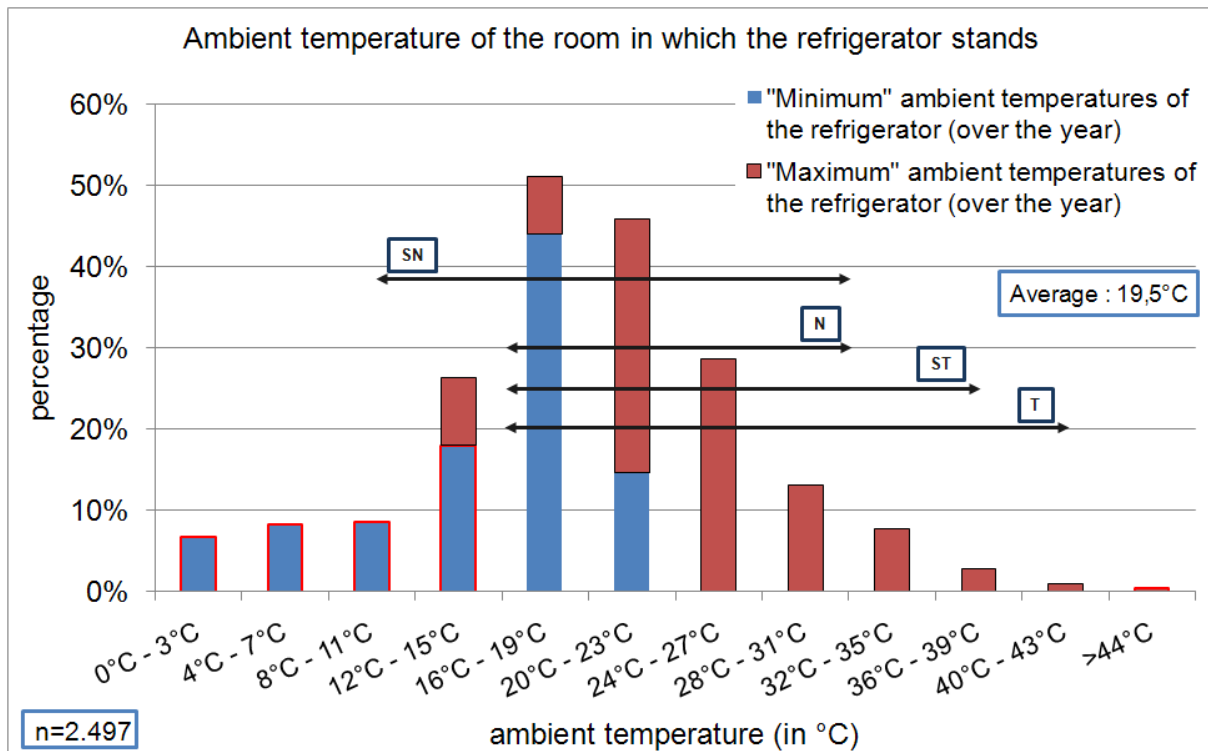 Ambient temperature of the room in which the refrigerator stands
"Minimum" ambient temperatures of
the refrigerator (over the year)
"Maximum" ambient temperatures of
the refrigerator (over the year)
percentage
60%
50%
40%
30%
20%
10%
0%
SN
N
ST
T
Average : 19,5°C
0°C - 3°C
4°C - 7°C
8°C - 11°C
12°C - 15°C
16°C - 19°C
20°C - 23°C
24°C - 27°C
28°C - 31°C
32°C - 35°C
36°C - 39°C
40°C - 43°C
>44°C
n=2.497
ambient temperature (in °C)